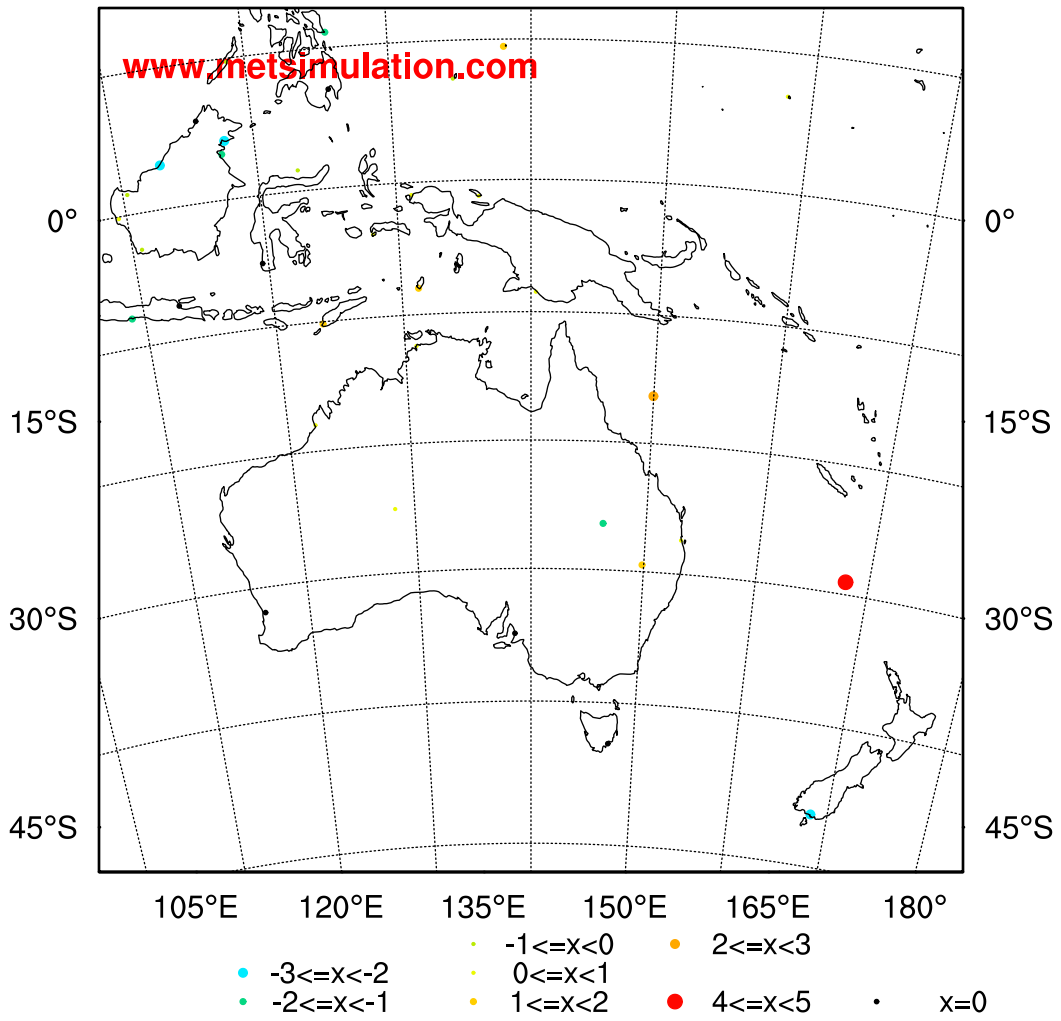 www.metsimulation.com
0° 0°
15°S 15°S
30°S 30°S
45°S 45°S
105°E 120°E 135°E 150°E 165°E 180°
-1<=x<0 2<=x<3
-3<=x<-2 0<=x<1
-2<=x<-1 1<=x<2 4<=x<5 x=0